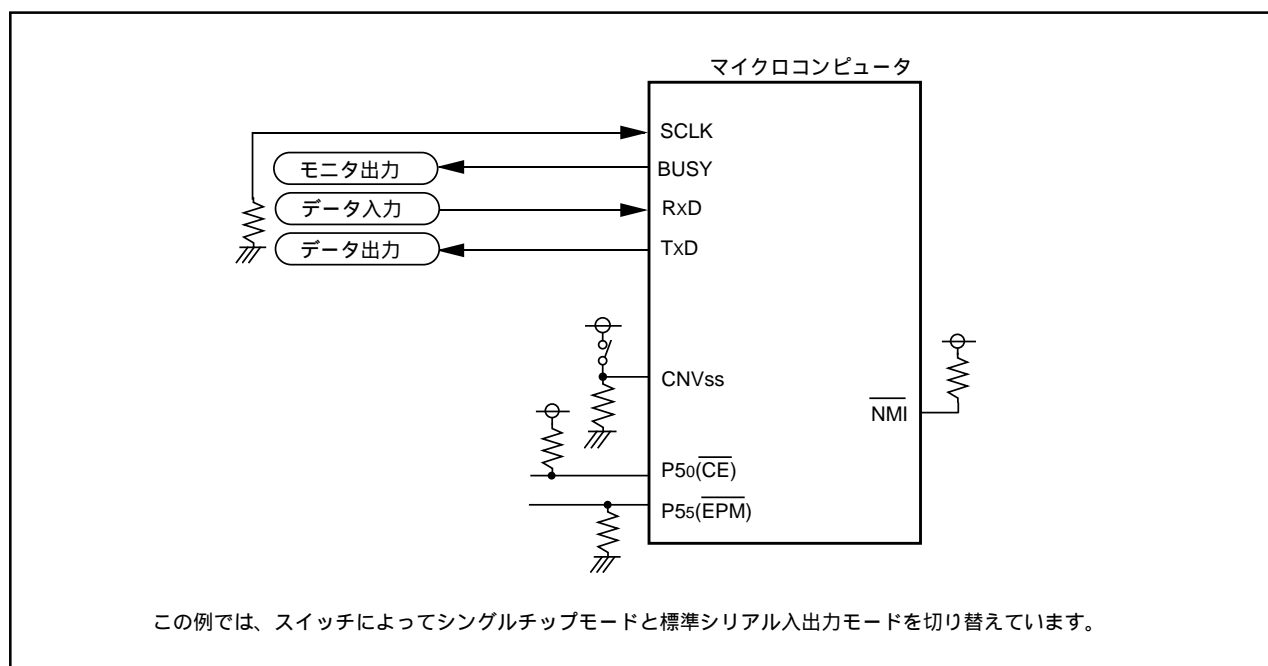 マイクロコンピュータ
SCLK
モニタ出力
BUSY
データ入力
RxD
データ出力
TxD
CNVss
NMI
P50(CE)
P55(EPM)
この例では、スイッチによってシングルチップモードと標準シリアル入出力モードを切り替えています。